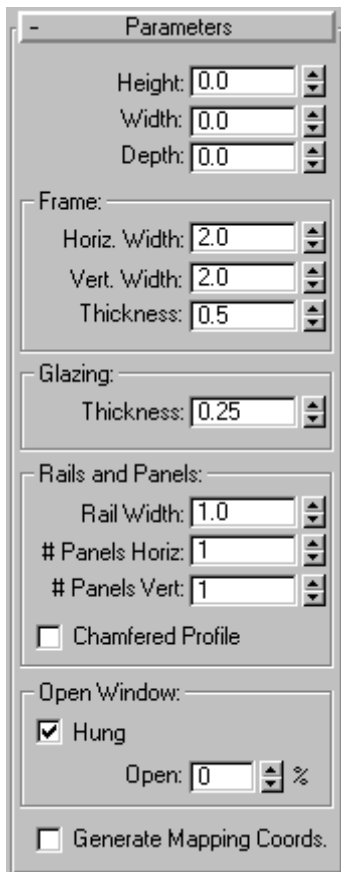 - Parameters
Height: 0.0
Width: 0.0
Depth: 0.0
Frame:
Horiz. Width: 2.0
Vert. Width: 2.0
Thickness: 0.5
Glazing:
Thickness: 0.25
Rails and Panels:
Rail Width: 1.0
# Panels Horiz: 1
# Panels Vert: 1
Chamfered Profile
Open Window:
Hung
Open: 0 %
Generate Mapping Coords.